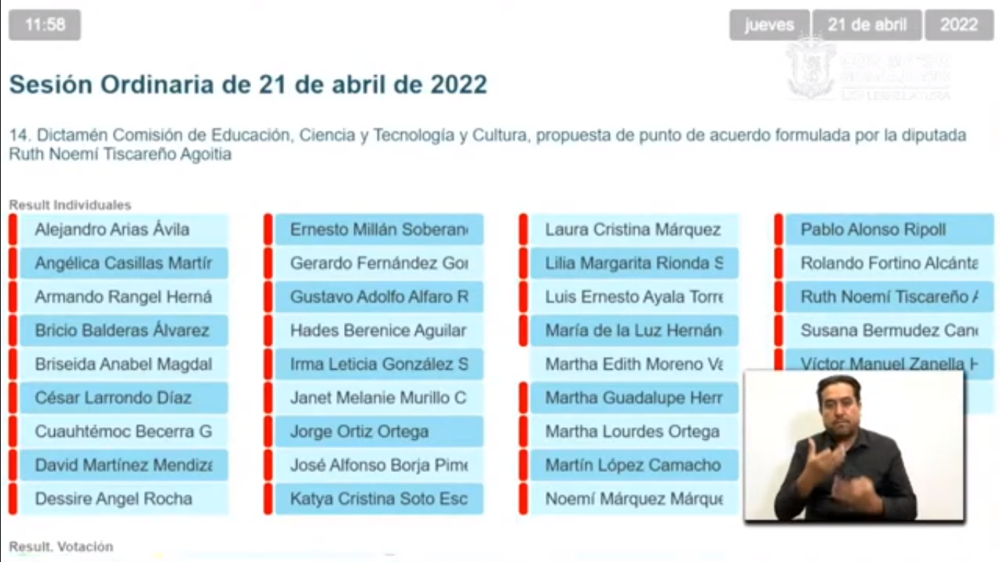 11:58
jueves 21 de abril 2022
LXV LEGISLATURA
Sesión Ordinaria de 21 de abril de 2022
14. Dictamén Comisión de Educación, Ciencia y Tecnología y Cultura, propuesta de punto de acuerdo formulada por la diputada
Ruth Noemí Tiscareño Agoitia
Result Individuales
Alejandro Arias Ávila
Angélica Casillas Martír
Armando Rangel Herná
Bricio Balderas Álvarez
Briseida Anabel Magdal
César Larrondo Díaz
Cuauhtémoc Becerra G
David Martínez Mendiza
Dessire Angel Rocha
Ernesto Millán Soberan
Gerardo Fernández Gor
Gustavo Adolfo Alfaro R
Hades Berenice Aguilar
Irma Leticia González S
Janet Melanie Murillo C
Jorge Ortiz Ortega
José Alfonso Borja Pime
Katya Cristina Soto Esc
Laura Cristina Márquez
Lilia Margarita Rionda S
Luis Ernesto Ayala Torre
María de la Luz Hernán
Martha Edith Moreno Va
Martha Guadalupe Herr
Martha Lourdes Ortega
Martín López Camacho
Noemí Márquez Márque
Pablo Alonso Ripoll
Rolando Fortino Alcánta
Ruth Noemí Tiscareño A
Susana Bermudez Cano
Víctor Manuel Zanella H
Result. Votación